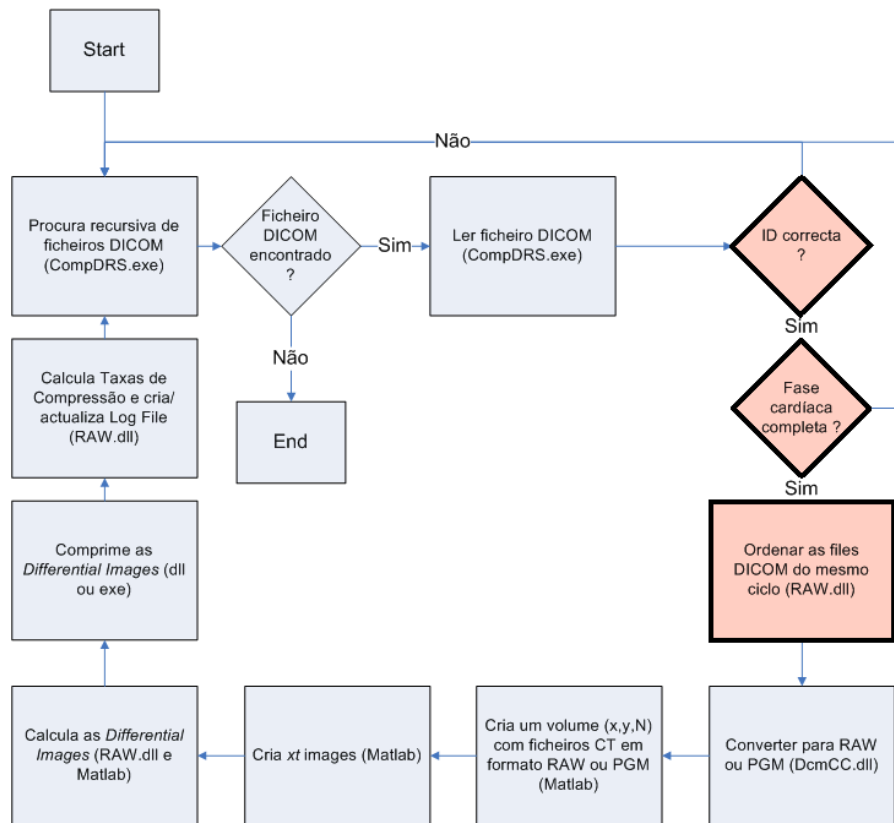 Start
Não
Procura recursiva de
ficheiros DICOM
(CompDRS.exe)
Ficheiro
DICOM
encontrado
?
Sim
Ler ficheiro DICOM
(CompDRS.exe)
ID correcta
?
Sim
Não
End
Calcula Taxas de
Compressão e cria/
actualiza Log File
(RAW.dll)
Fase
cardíaca
completa ?
Sim
Comprime as
Differential Images (dll
ou exe)
Ordenar as files
DICOM do mesmo
ciclo (RAW.dll)
Calcula as Differential
Images (RAW.dll e
Matlab)
Cria xt images (Matlab)
Cria um volume (x,y,N)
com ficheiros CT em
formato RAW ou PGM
(Matlab)
Converter para RAW
ou PGM (DcmCC.dll)